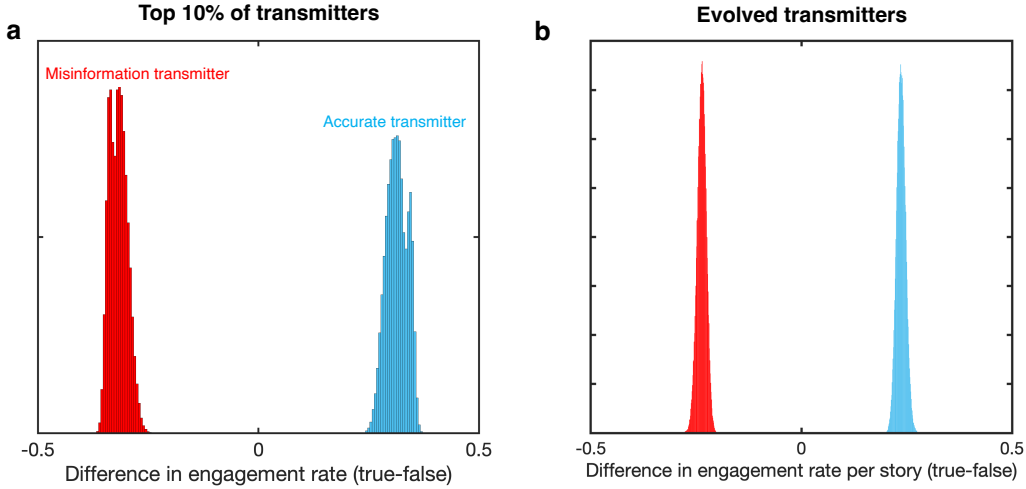 a
Top 10% of transmitters
Misinformation transmitter
Accurate transmitter
-0.5
0
0.5
Difference in engagement rate (true-false)
b
Evolved transmitters
-0.5
0
0.5
Difference in engagement rate per story (true-false)